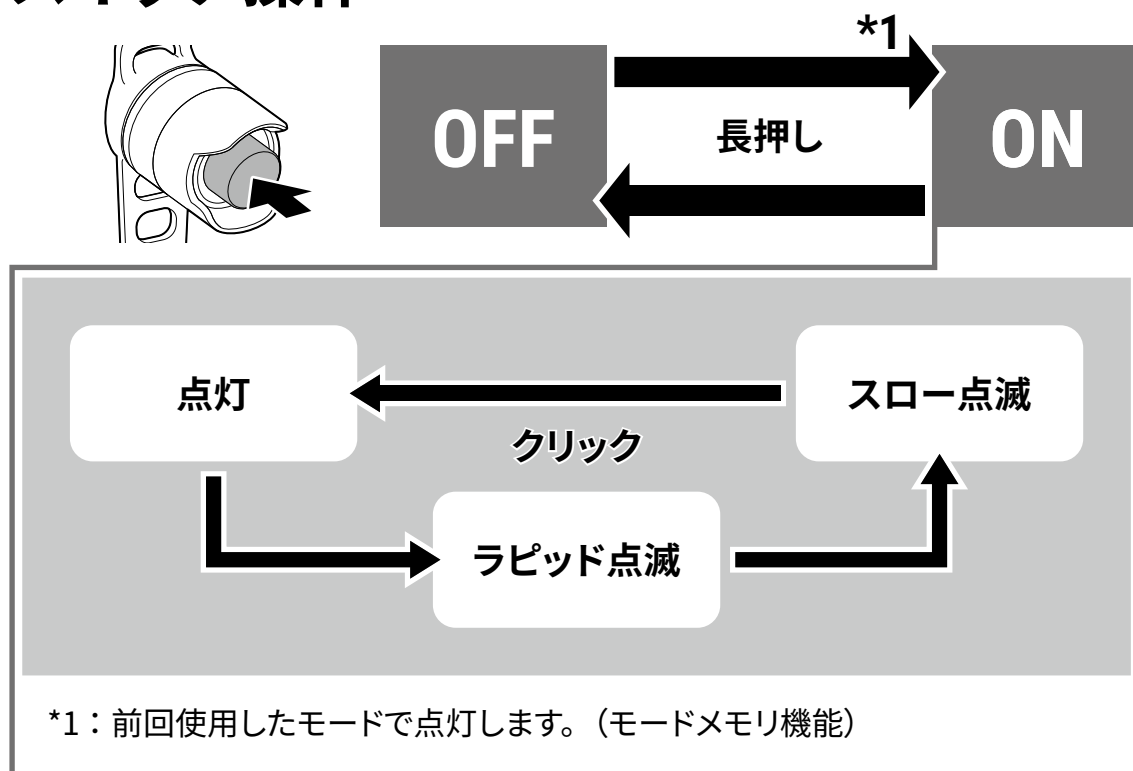 *1
OFF
長押し
ON
点灯
スロー点滅
クリック
ラピッド点滅
*1：前回使用したモードで点灯します。（モードメモリ機能）